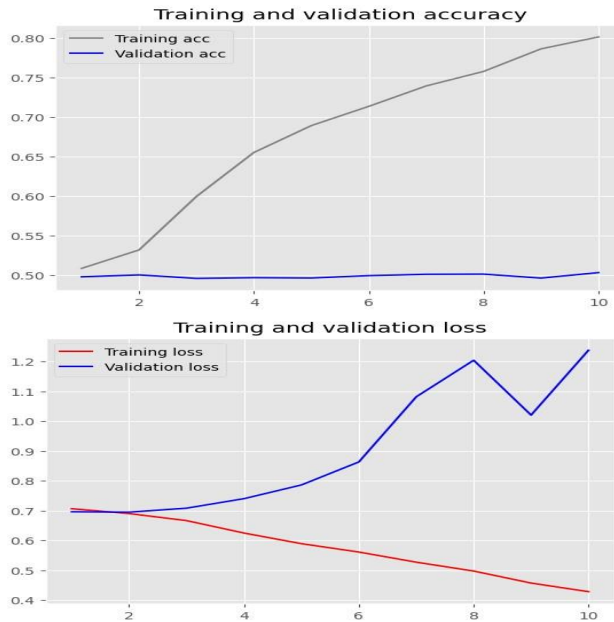 Training and validation accuracy
Training acc
Validation acc
0.80
0.75
0.70
0.65
0.60
0.55
0.50
2 4 6 8 10
Training and validation loss
Training loss
Validation loss
1.2
1.1
1.0
0.9
0.8
0.7
0.6
0.5
0.4
2 4 6 8 10